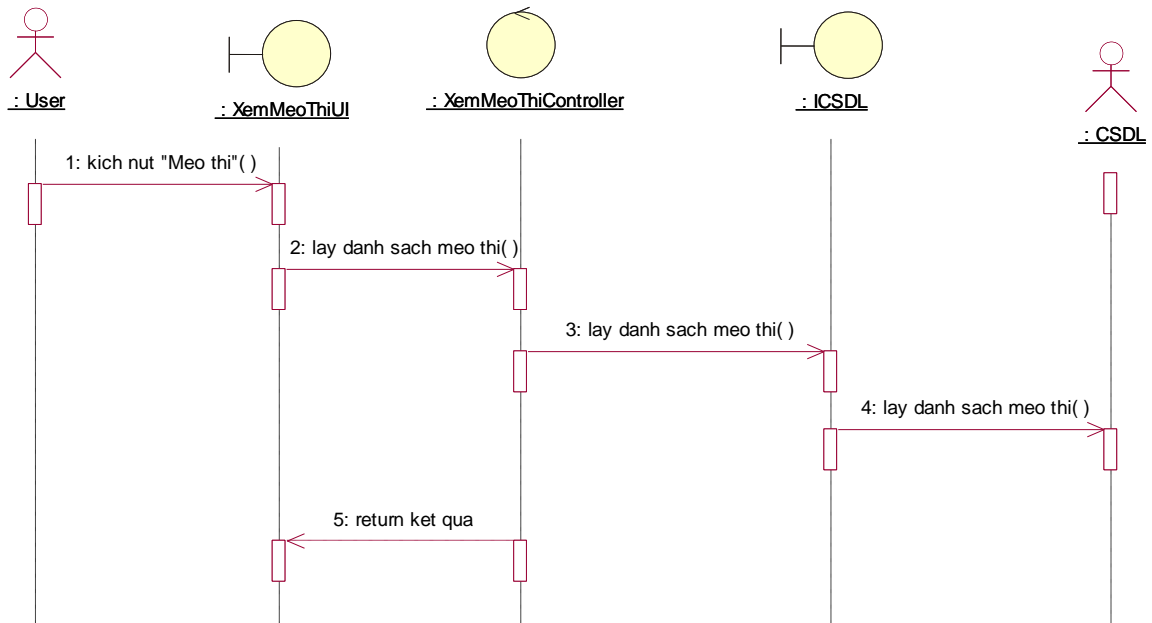 : User
: XemMeoThiUI
: XemMeoThiController
: ICSDL
: CSDL
1: kich nut "Meo thi"( )
2: lay danh sach meo thi( )
3: lay danh sach meo thi( )
4: lay danh sach meo thi( )
5: return ket qua